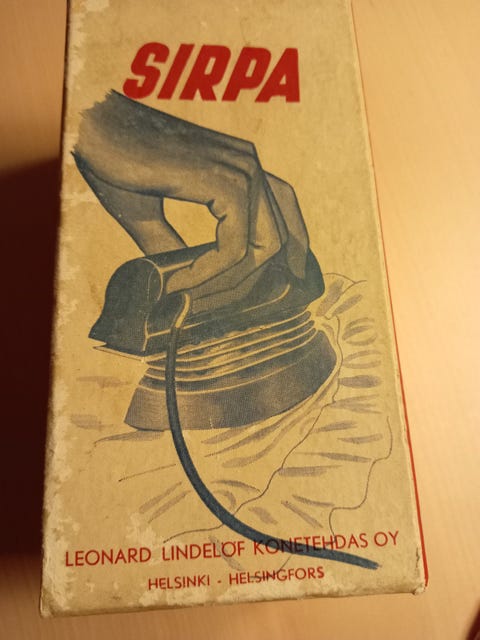 SIRPA
LEONARD LINDELÖF KONETEHDAS OY
HELSINKI - HELSINGFORS